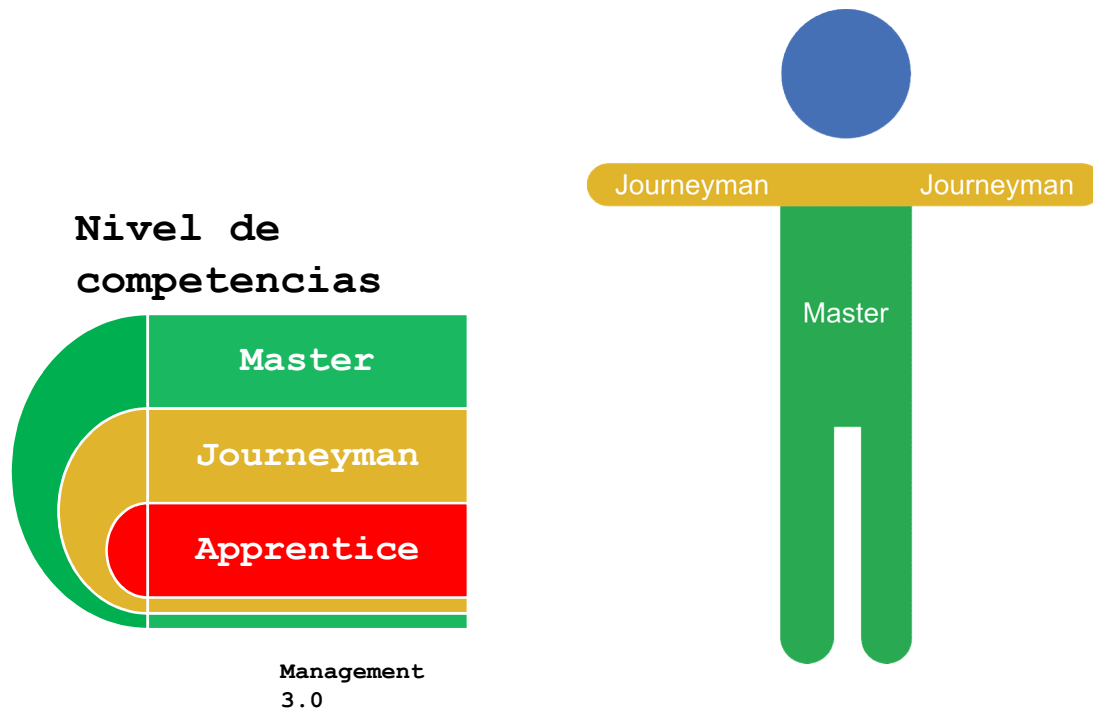 Nivel de
competencias
Master
Journeyman
Apprentice
Management
3.0
Journeyman
Journeyman
Master